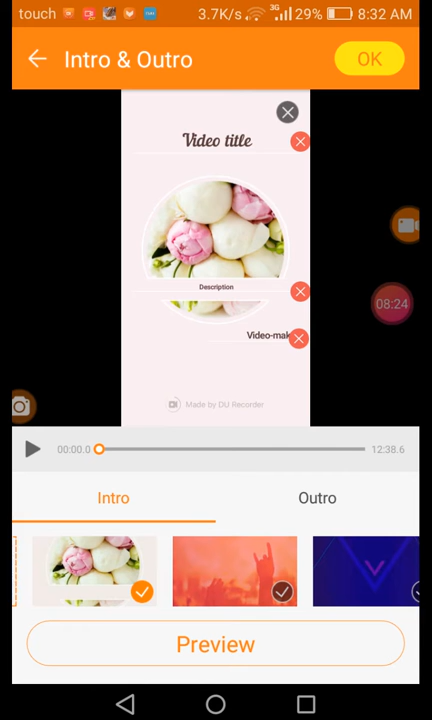 touch 3.7K/s 3G 29% 8:32 AM
Intro & Outro OK
Video title
Description
08:24
Video-mak
Made by DU Recorder
00:00.0 12:38.6
Intro Outro
Preview